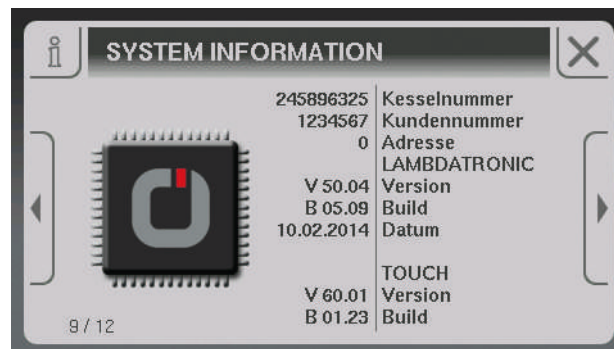 i
SYSTEM INFORMATION
245896325 Kesselnummer
1234567 Kundennummer
0 Adresse
LAMBDATRONIC
V 50.04 Version
B 05.09 Build
10.02.2014 Datum
TOUCH
V 60.01 Version
B 01.23 Build
9 / 12